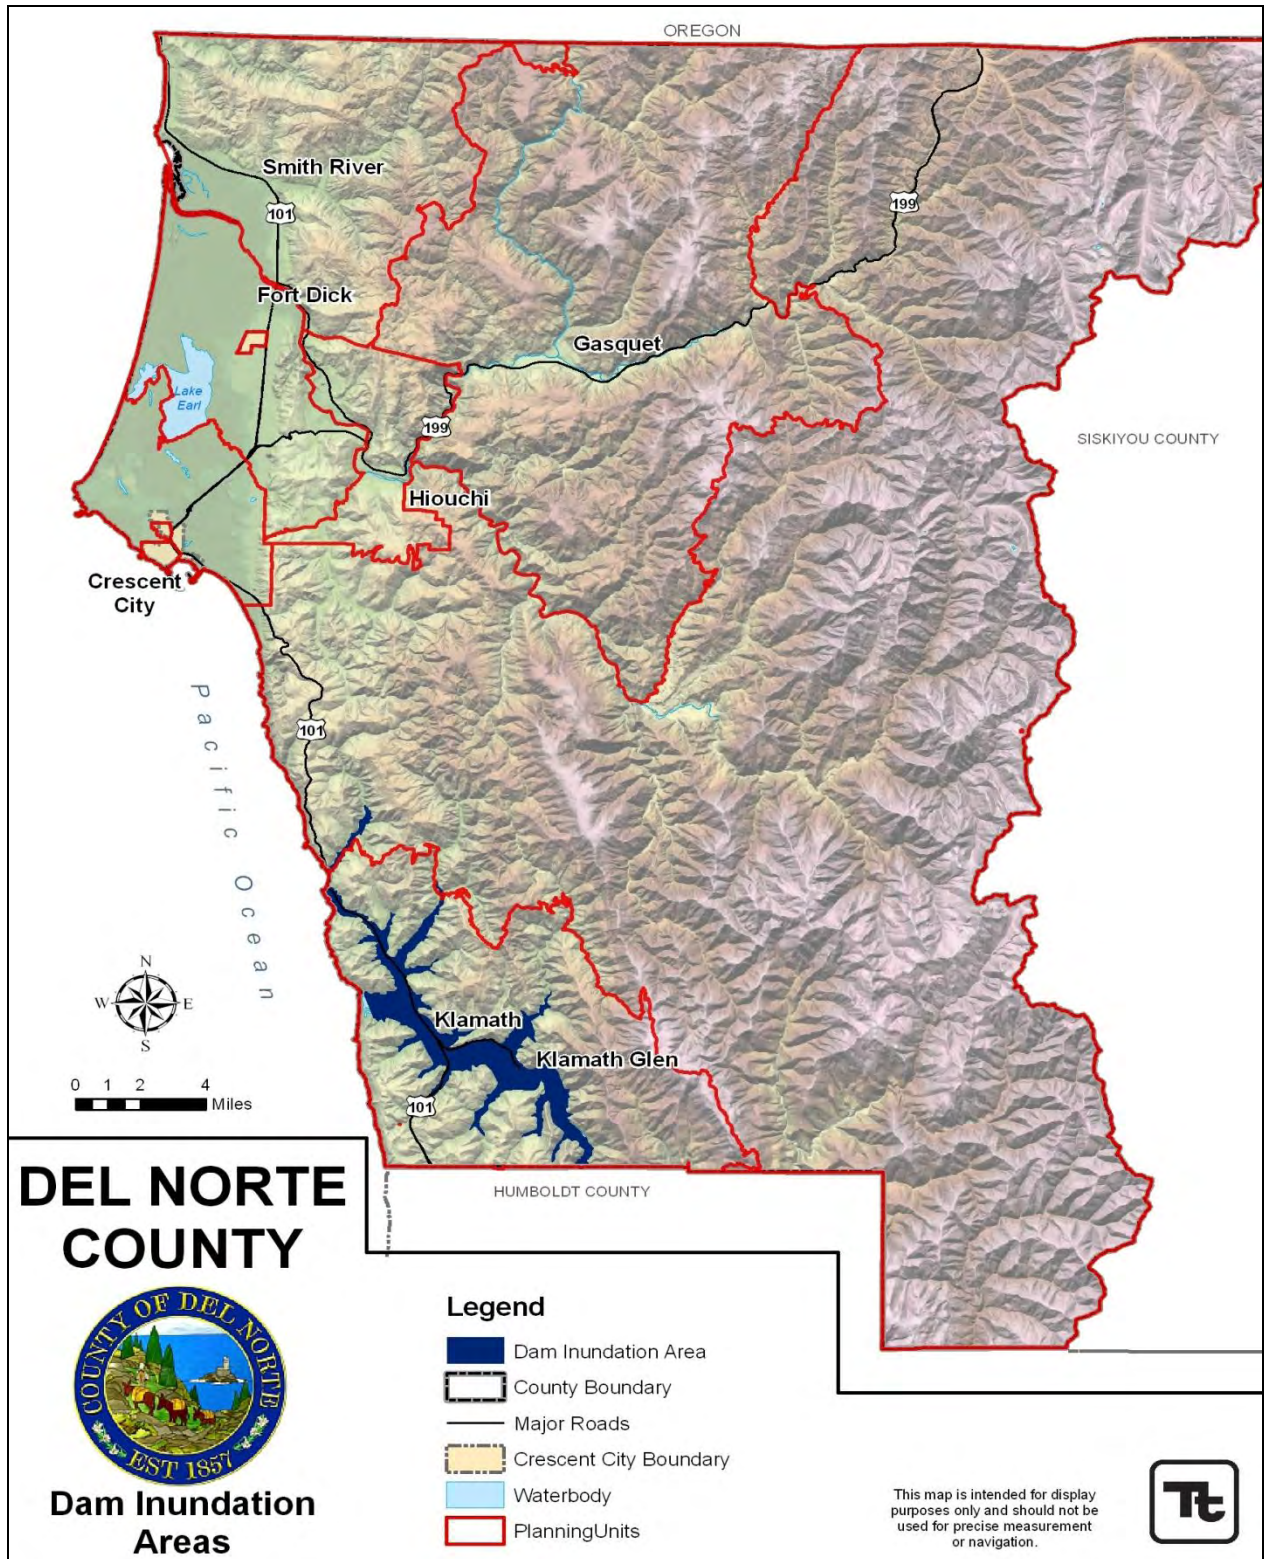 OREGON
Smith River
101
199
Fort Dick
Gasquet
Lake
Earl
199
SISKIYOU COUNTY
Hiouchi
Crescent
City
Pacific Ocean
101
N
W E
S
Klamath
Klamath Glen
0 1 2 4
Miles
101
HUMBOLDT COUNTY
DEL NORTE
COUNTY
COUNTY OF DEL NORTE
EST 1857
Dam Inundation
Areas
Legend
Dam Inundation Area
County Boundary
Major Roads
Crescent City Boundary
Waterbody
PlanningUnits
This map is intended for display
purposes only and should not be
used for precise measurement
or navigation.
Tt